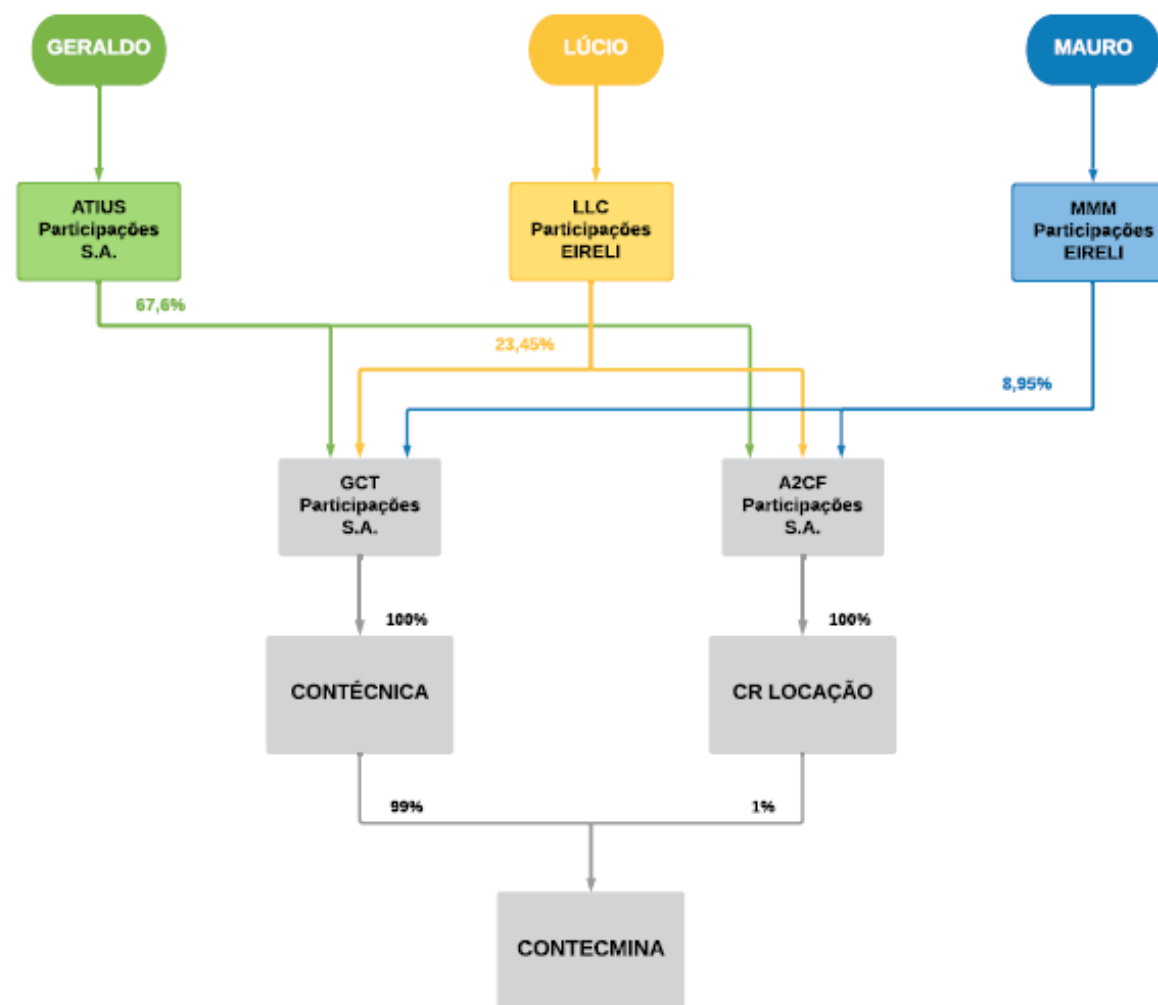 GERALDO
LÚCIO
MAURO
ATIUS
Participações
S.A.
LLC
Participações
EIRELI
MMM
Participações
EIRELI
67,6%
23,45%
8,95%
GCT
Participações
S.A.
A2CF
Participações
S.A.
100%
100%
CONTÉCNICA
CR LOCAÇÃO
99%
1%
CONTECMINA